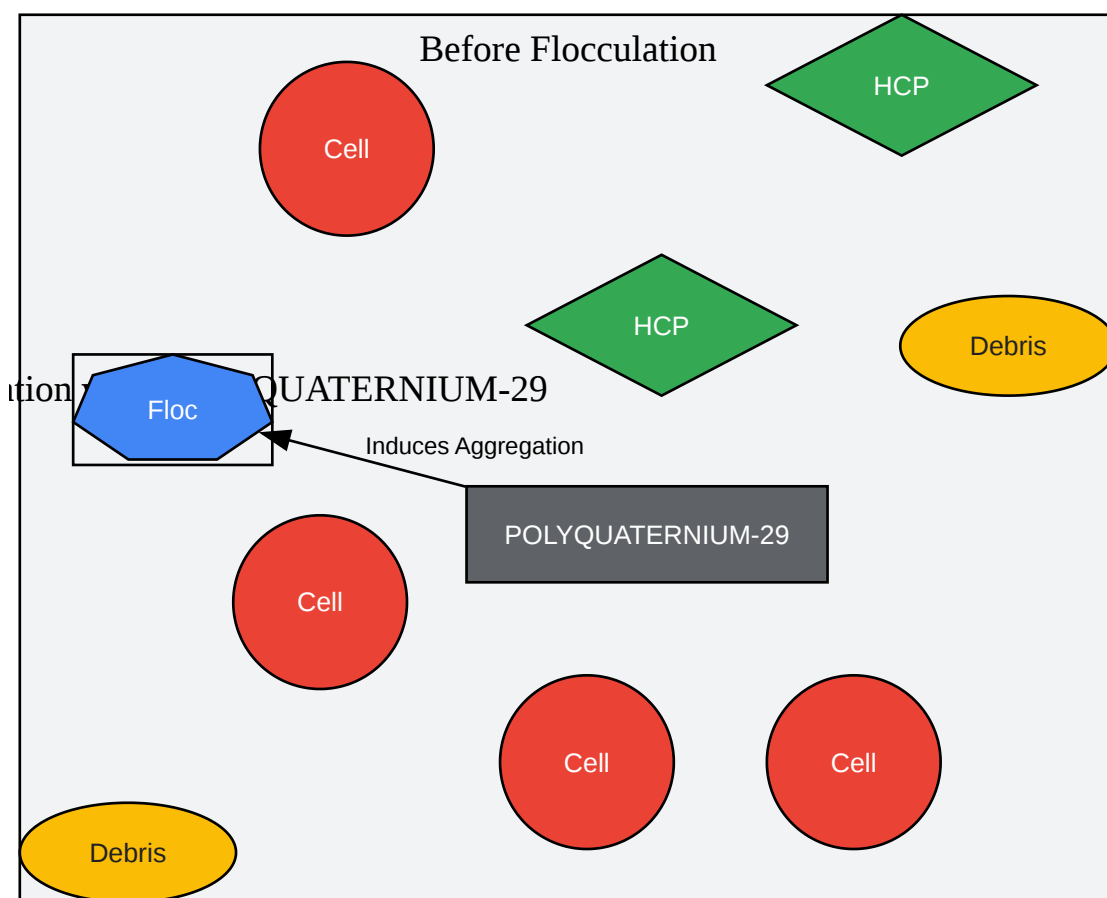 Before Flocculation
HCP
Cell
HCP
Debris
QUATERNIUM-29
Floc
Induces Aggregation
POLYQUATERNIUM-29
Cell
Cell
Cell
Debris